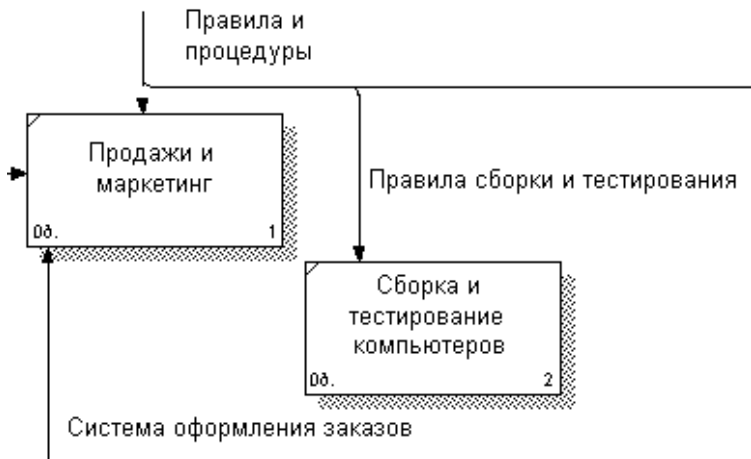 Правила и
процедуры
Продажи и
маркетинг
0д. 1
Правила сборки и тестирования
Сборка и
тестирование
компьютеров
0д. 2
Система оформления заказов